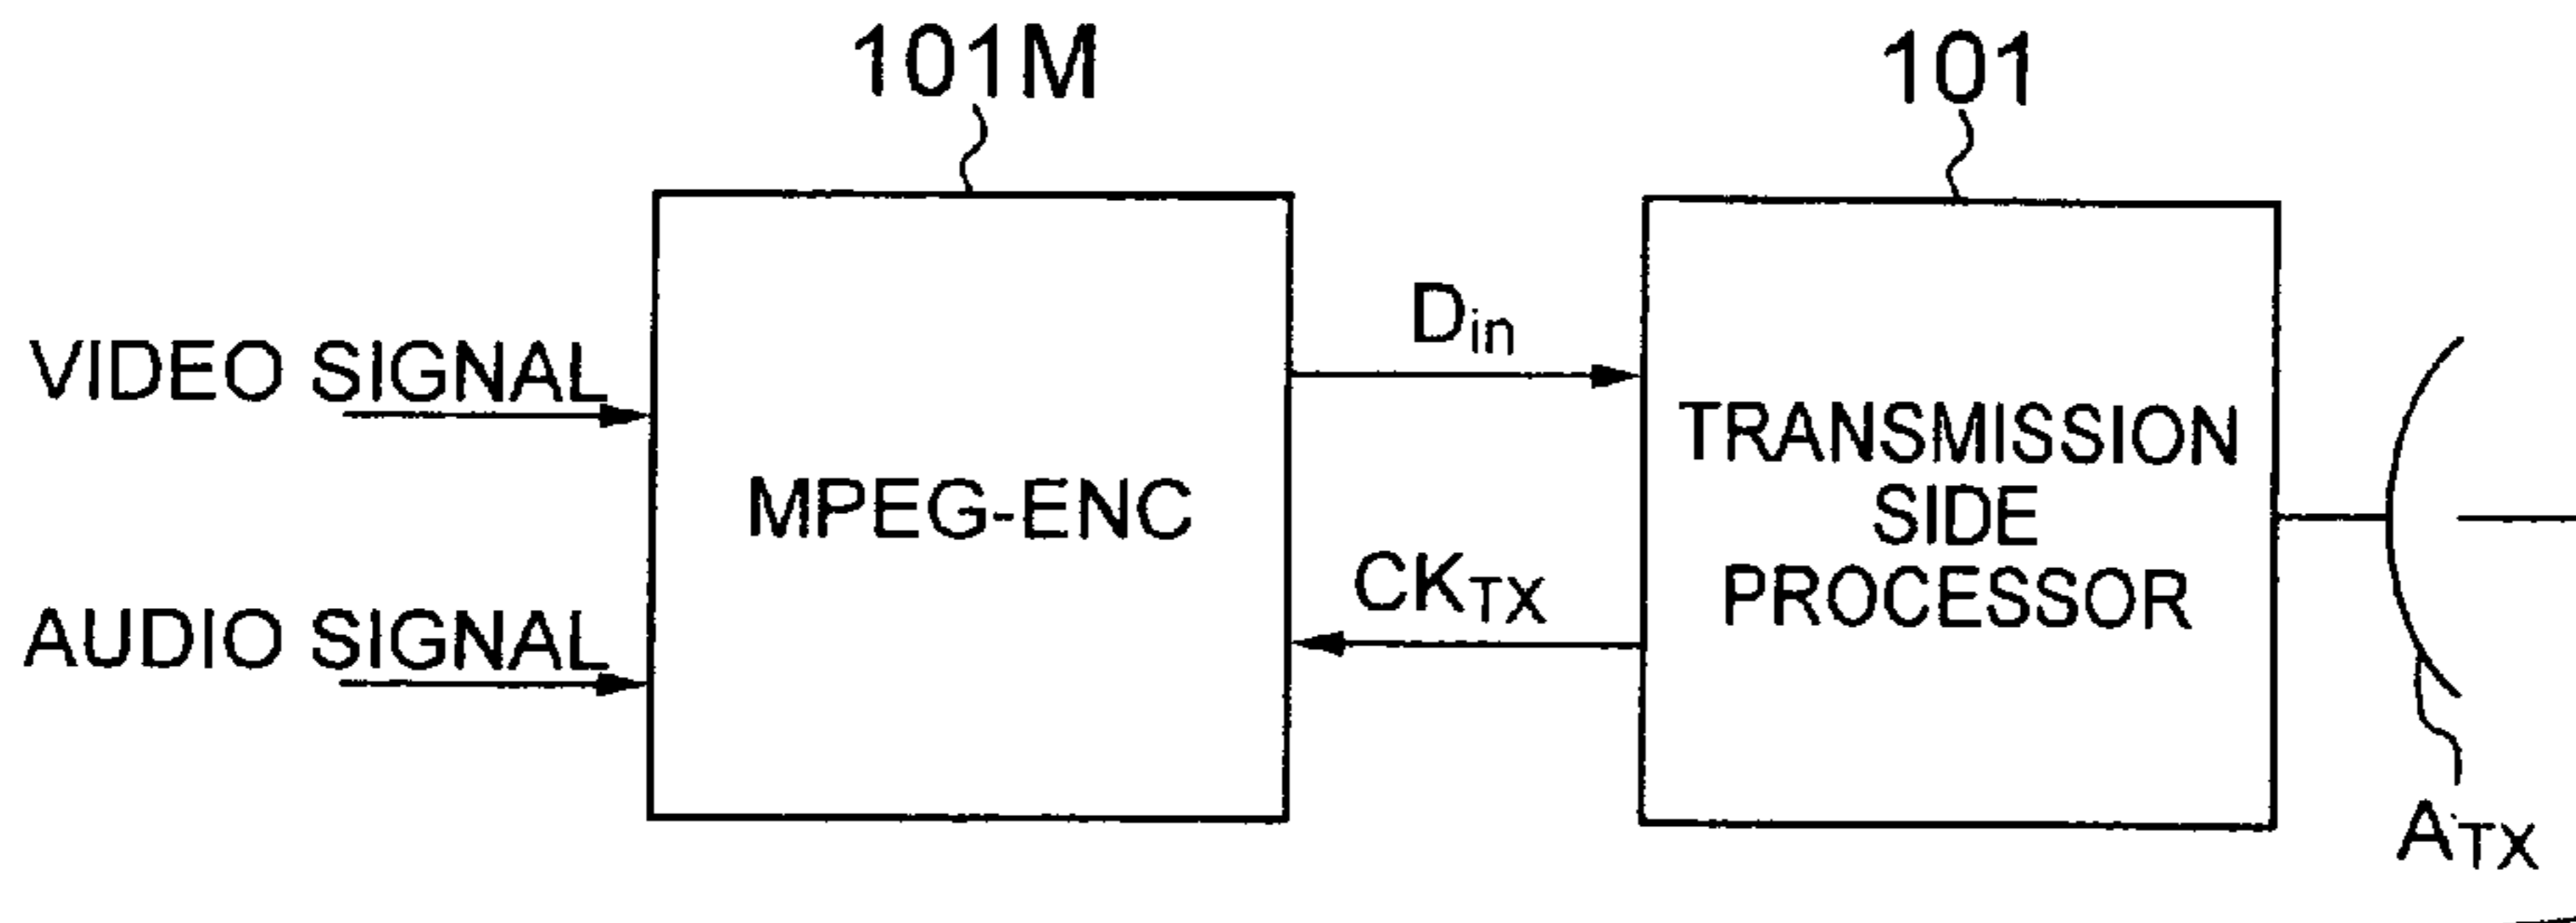 101M
101
VIDEO SIGNAL
AUDIO SIGNAL
MPEG-ENC
Din
CKTX
TRANSMISSION
SIDE
PROCESSOR
ATX